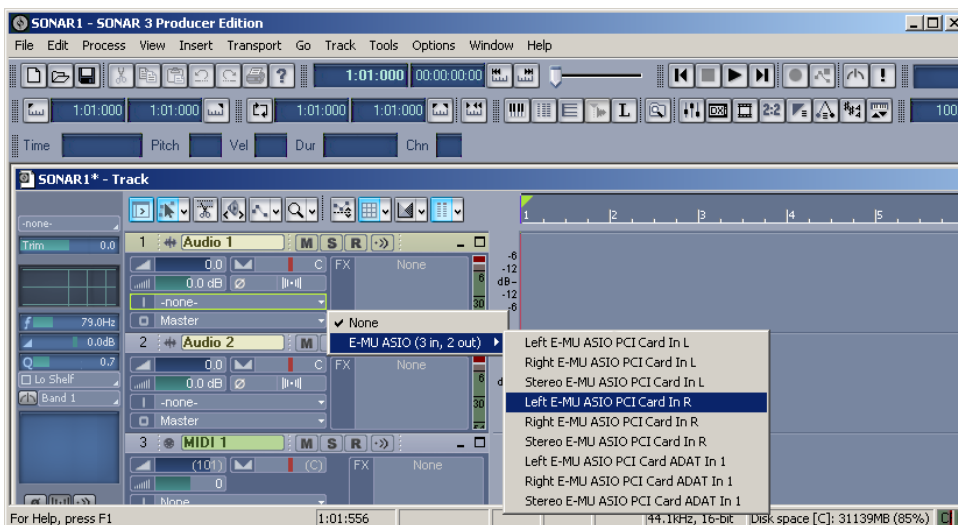 SONAR1 - SONAR 3 Producer Edition
File Edit Process View Insert Transport Go Track Tools Options Window Help
1:01:000 00:00:00:00
1:01:000 1:01:000 1:01:000 1:01:000 L DXi 2:2 100
Time Pitch Vel Dur Chn
SONAR1* - Track
-none-
Trim 0.0
79.0Hz
0.0dB
Q 0.7
Lo Shelf
Band 1
1 2 3 4 5
1 Audio 1 M S R
0.0 C FX None
0.0 dB
I -none-
O Master
6
30
-6
-12
dB-
-12
-6
None
E-MU ASIO (3 in, 2 out)
Left E-MU ASIO PCI Card In L
Right E-MU ASIO PCI Card In L
Stereo E-MU ASIO PCI Card In L
Left E-MU ASIO PCI Card In R
Right E-MU ASIO PCI Card In R
Stereo E-MU ASIO PCI Card In R
Left E-MU ASIO PCI Card ADAT In 1
Right E-MU ASIO PCI Card ADAT In 1
Stereo E-MU ASIO PCI Card ADAT In 1
2 Audio 2 M
0.0 C FX None
0.0 dB
I -none-
O Master
6
30
3 MIDI 1 M S R
(101) (C) FX None
0
I None
For Help, press F1 1:01:556 44.1kHz, 16-bit Disk space [C]: 31139MB (85%)